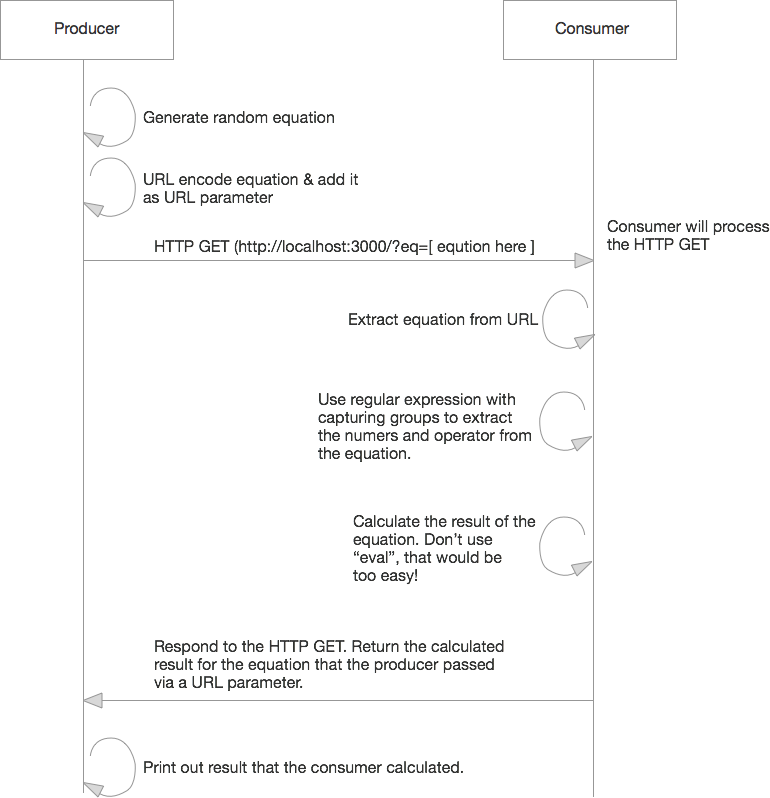 Producer
Consumer
Generate random equation
URL encode equation & add it
as URL parameter
HTTP GET (http://localhost:3000/?eq=[ eqution here ]
Consumer will process
the HTTP GET
Extract equation from URL
Use regular expression with
capturing groups to extract
the numers and operator from
the equation.
Calculate the result of the
equation. Don’t use
“eval”, that would be
too easy!
Respond to the HTTP GET. Return the calculated
result for the equation that the producer passed
via a URL parameter.
Print out result that the consumer calculated.